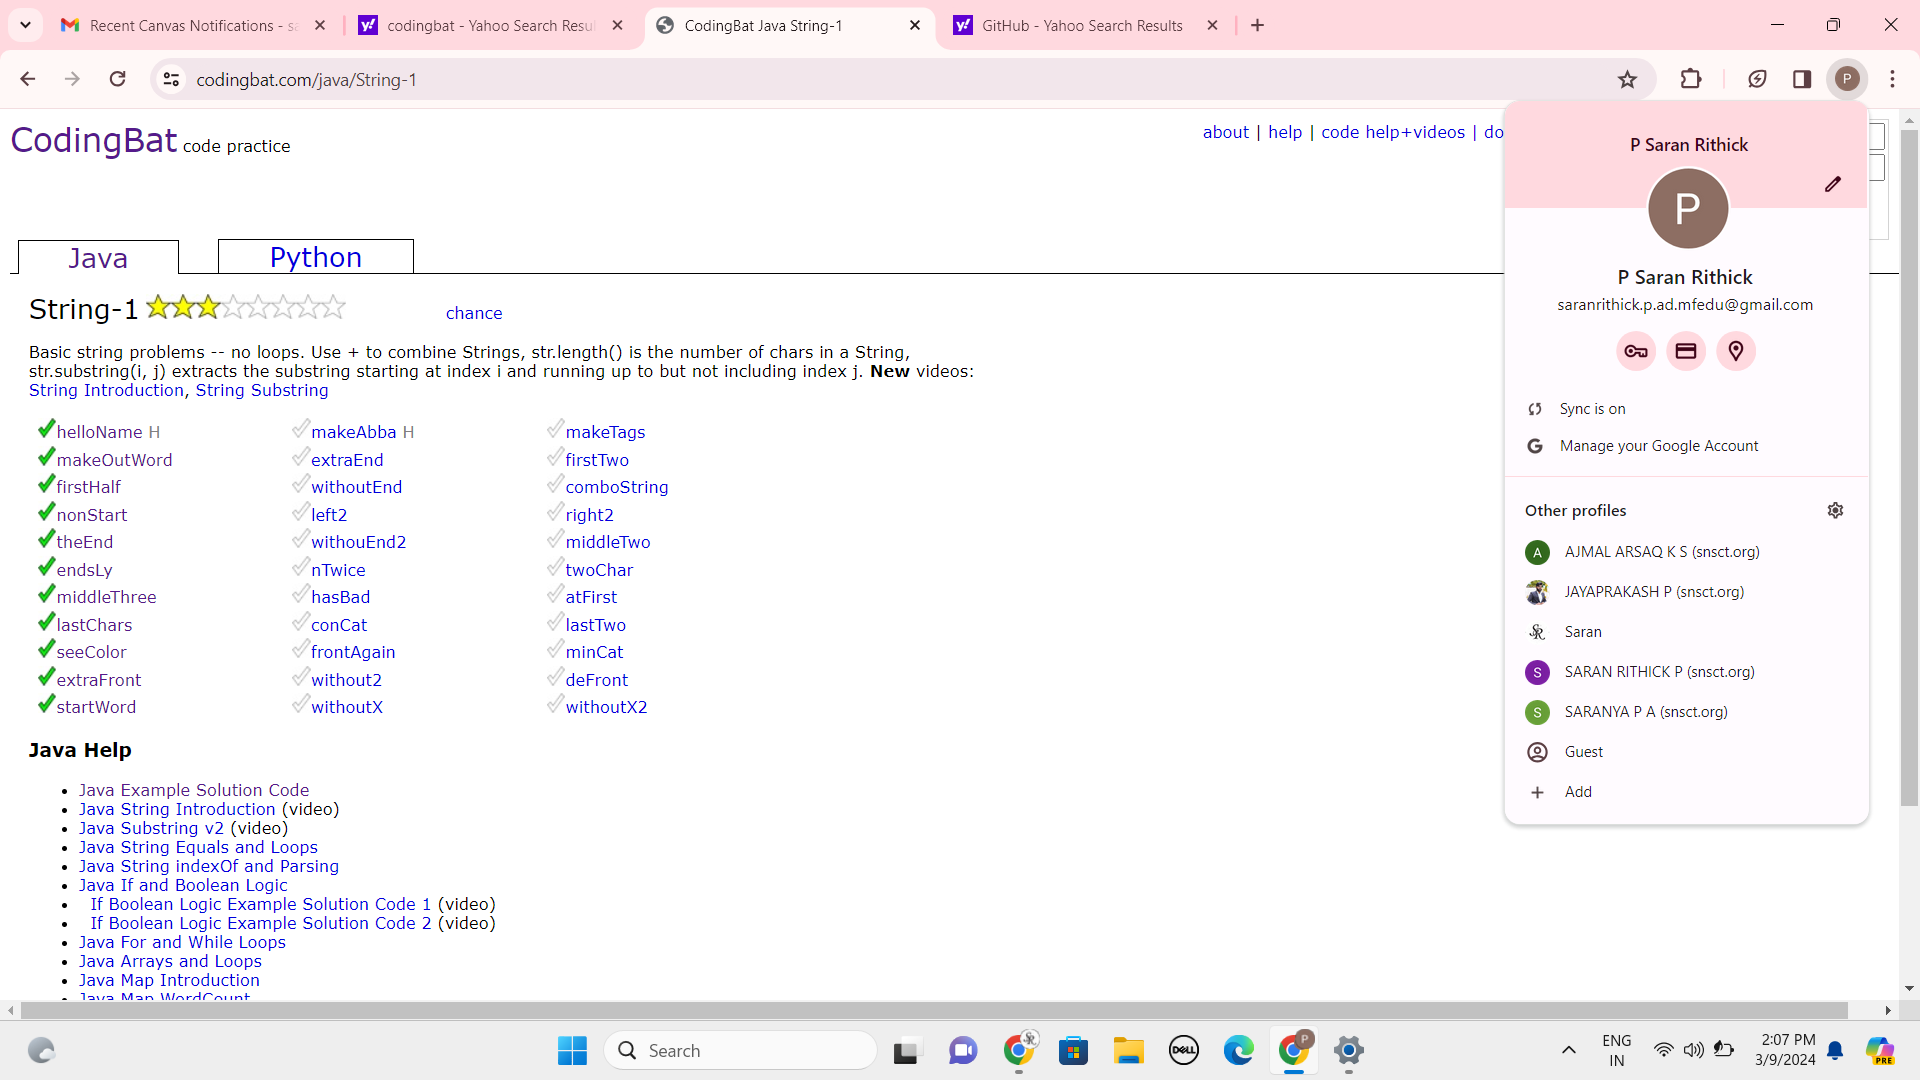 Recent Canvas Notifications - sa
codingbat - Yahoo Search Resul
CodingBat Java String-1
GitHub - Yahoo Search Results
codingbat.com/java/String-1
P
CodingBat code practice
about | help | code help+videos | do
Java
Python
String-1
chance
Basic string problems -- no loops. Use + to combine Strings, str.length() is the number of chars in a String,
str.substring(i, j) extracts the substring starting at index i and running up to but not including index j. New videos:
String Introduction, String Substring
helloName H
makeAbba H
makeTags
makeOutWord
extraEnd
firstTwo
firstHalf
withoutEnd
comboString
nonStart
left2
right2
theEnd
withouEnd2
middleTwo
endsLy
nTwice
twoChar
middleThree
hasBad
atFirst
lastChars
conCat
lastTwo
seeColor
frontAgain
minCat
extraFront
without2
deFront
startWord
withoutX
withoutX2
Java Help
Java Example Solution Code
Java String Introduction (video)
Java Substring v2 (video)
Java String Equals and Loops
Java String indexOf and Parsing
Java If and Boolean Logic
If Boolean Logic Example Solution Code 1 (video)
If Boolean Logic Example Solution Code 2 (video)
Java For and While Loops
Java Arrays and Loops
Java Map Introduction
Java Map WordCount
P Saran Rithick
P
P Saran Rithick
saranrithick.p.ad.mfedu@gmail.com
Sync is on
G Manage your Google Account
Other profiles
A AJMAL ARSAQ K S (snsct.org)
JAYAPRAKASH P (snsct.org)
SR Saran
S SARAN RITHICK P (snsct.org)
S SARANYA P A (snsct.org)
Guest
Add
Search
DELL
P
ENG
IN
2:07 PM
3/9/2024
PRE